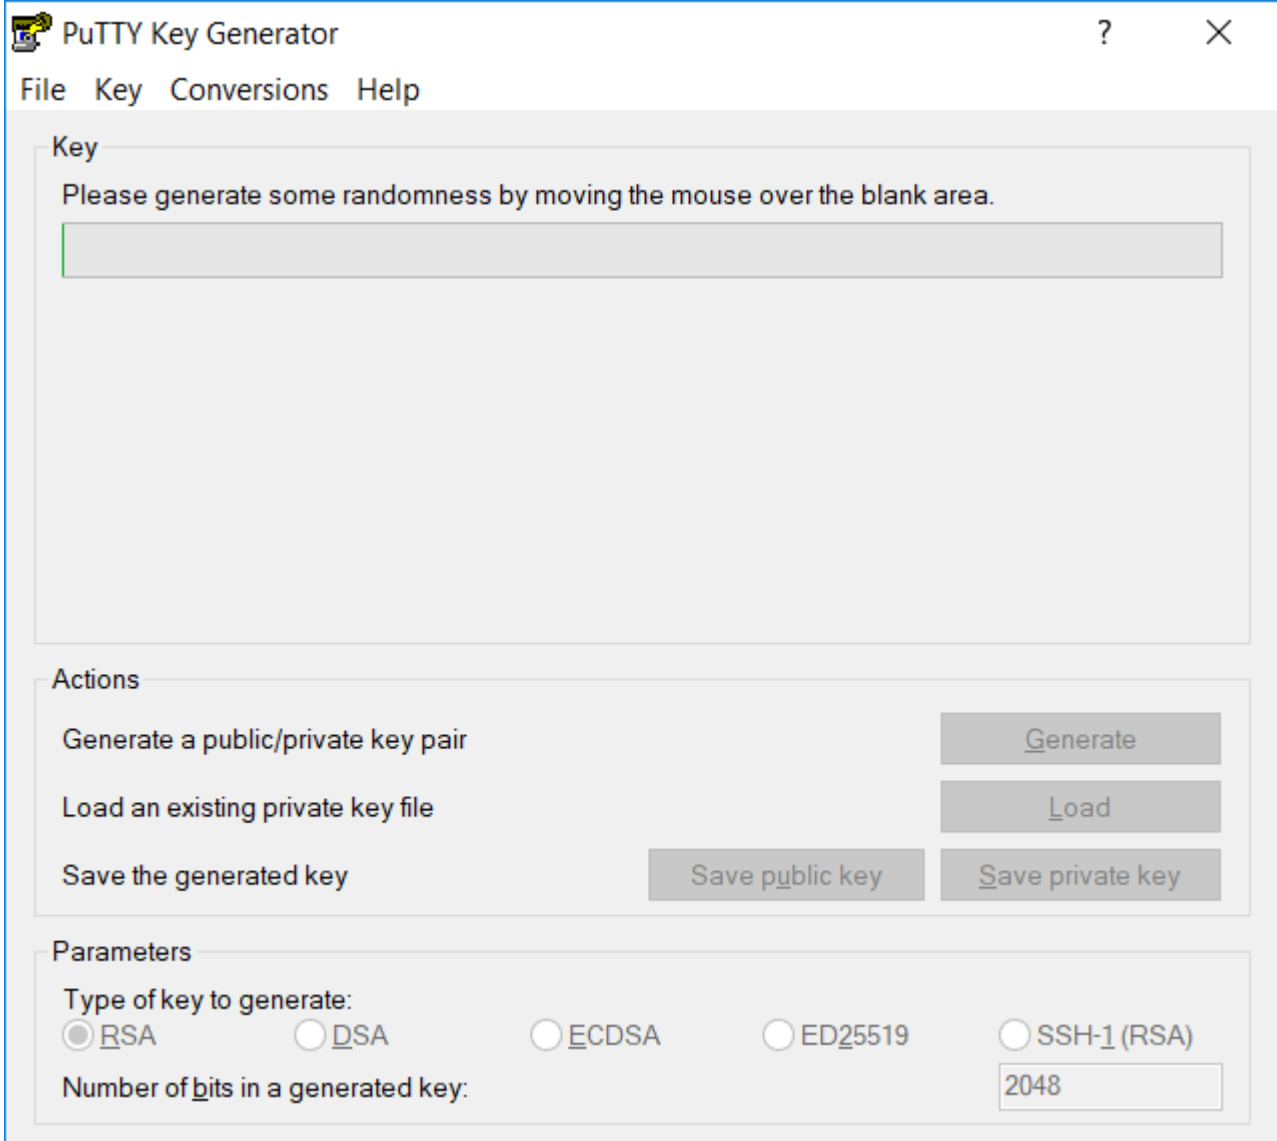 PuTTY Key Generator ?
File Key Conversions Help
Key
Please generate some randomness by moving the mouse over the blank area.
Actions
Generate a public/private key pair Generate
Load an existing private key file Load
Save the generated key Save public key Save private key
Parameters
Type of key to generate:
RSA DSA ECDSA ED25519 SSH-1 (RSA)
Number of bits in a generated key: 2048